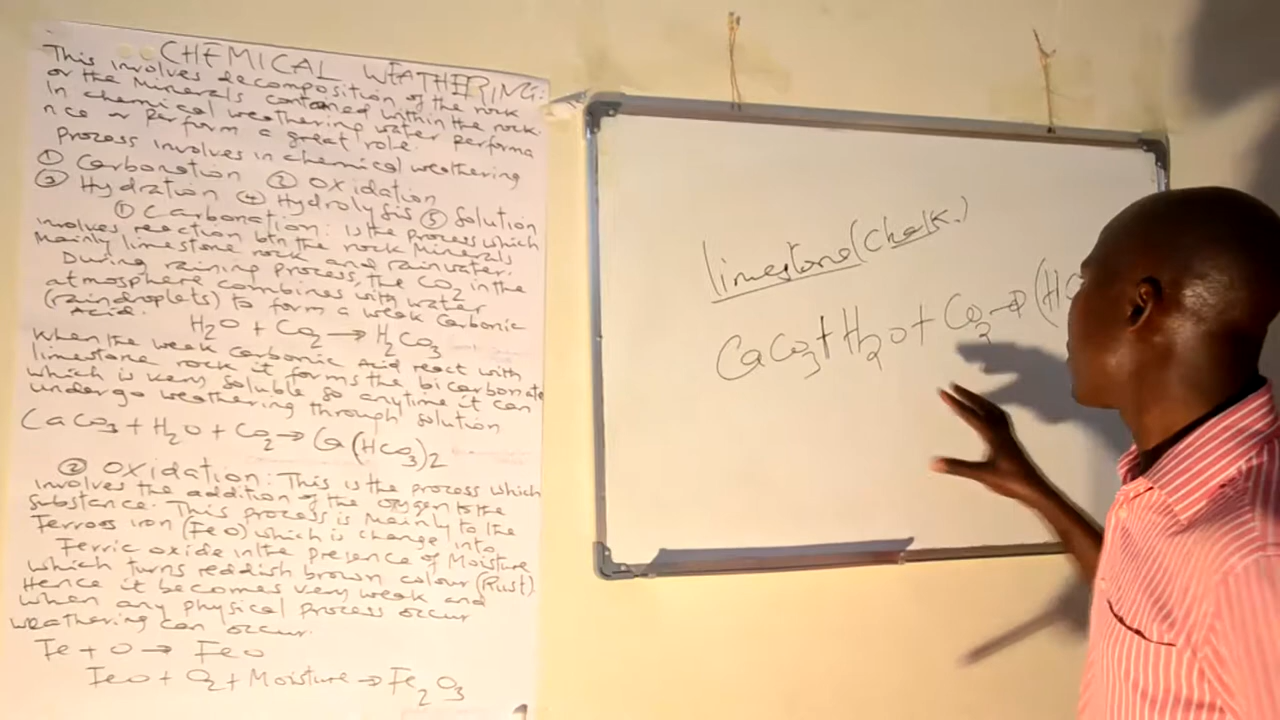 CHEMICAL WEATHERING:
This involves decomposition of the rock
or the Minerals contained within the rock.
In chemical weathering water performa
nce or perform a great role.
Process involves in chemical weathering
① Carbonation ② Oxidation
③ Hydration ④ Hydrolysis ⑤ Solution
① Carbonation: Is the process which
involves reaction btn the rock Minerals
Mainly limestone rock and rainwater.
During raining process, the CO2 in the
atmosphere combines with water
(raindroplets) to form a weak Carbonic
Acid.
H2O + CO2 → H2CO3
When the weak Carbonic Acid react with
limestone rock it forms the bicarbonate
which is very soluble so anytime it can
undergo weathering through solution
CaCO3 + H2O + CO2 → Ca(HCO3)2
② Oxidation: This is the process which
involves the addition of the oxygen to the
substance. This process is Mainly to the
Ferroes iron (FeO) which is change into
Ferric oxide in the presence of Moisture
which turns reddish brown colour (Rust)
Hence it becomes very weak and
when any physical process occur
weathering can occur.
Fe + O → FeO
FeO + O2 + Moisture → Fe2O3
limestone (Chalk.)
CaCO3 + H2O + CO2 → (HC